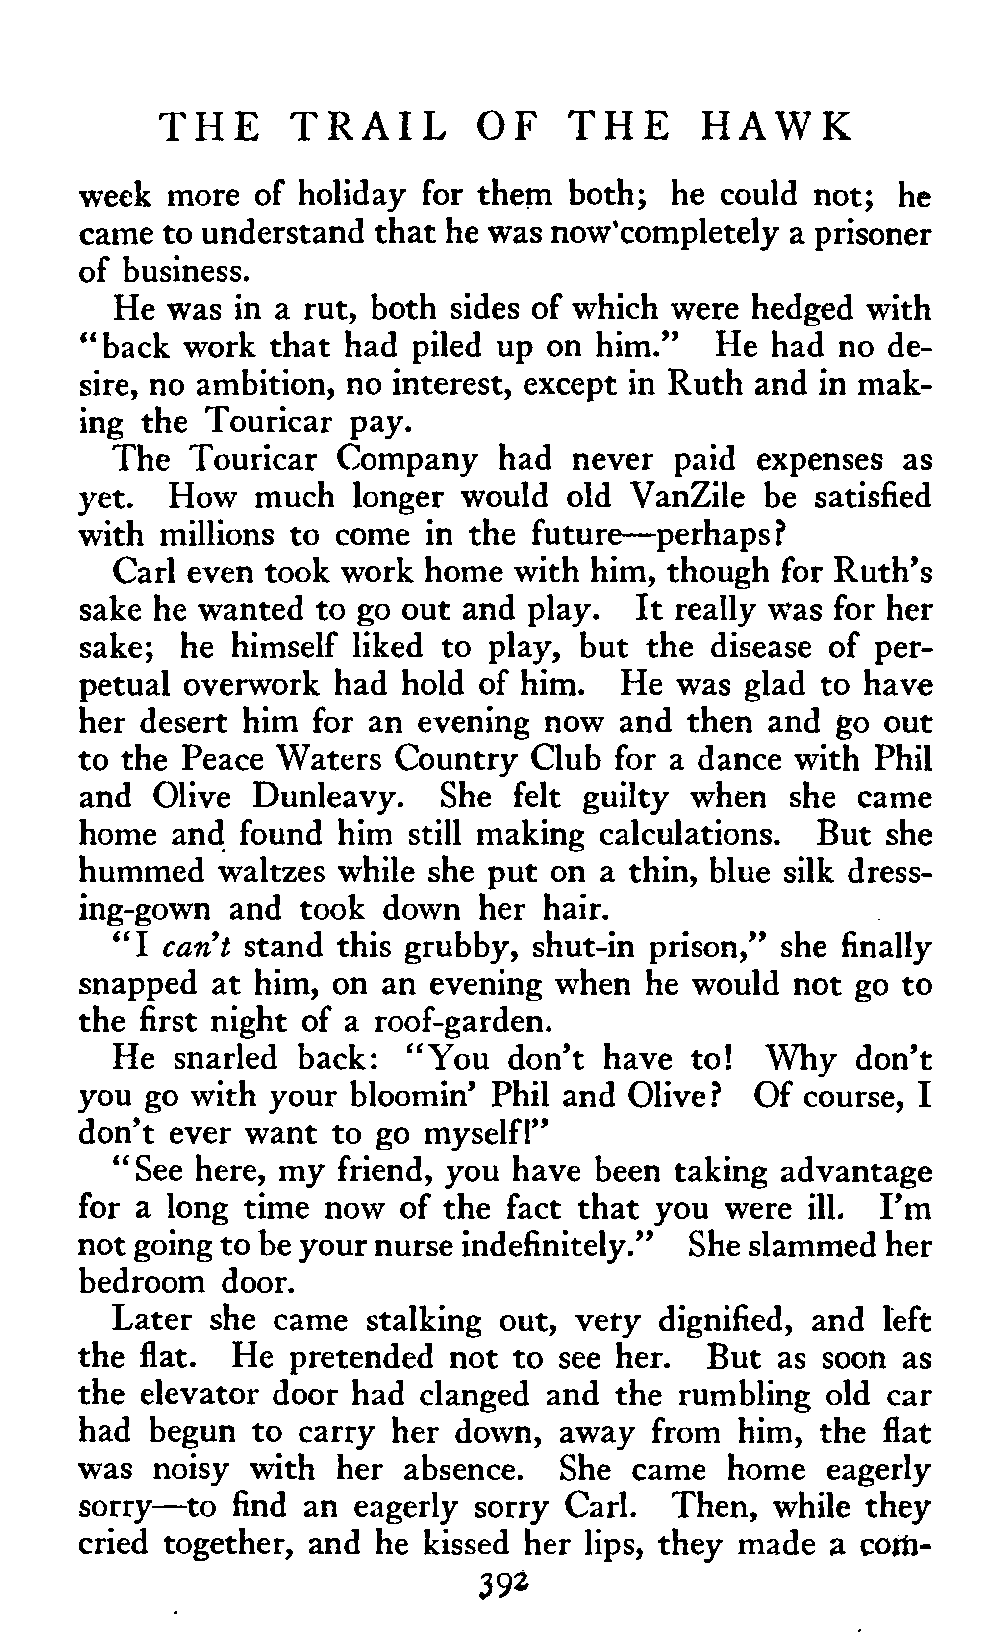 THE TRAIL OF THE HAWK
week more of holiday for them both; he could not; he
came to understand that he was now'completely a prisoner
of business.
He was in a rut, both sides of which were hedged with
"back work that had piled up on him." He had no de-
sire, no ambition, no interest, except in Ruth and in mak-
ing the Touricar pay.
The Touricar Company had never paid expenses as
yet. How much longer would old VanZile be satisfied
with millions to come in the future—perhaps?
Carl even took work home with him, though for Ruth's
sake he wanted to go out and play. It really was for her
sake; he himself liked to play, but the disease of per-
petual overwork had hold of him. He was glad to have
her desert him for an evening now and then and go out
to the Peace Waters Country Club for a dance with Phil
and Olive Dunleavy. She felt guilty when she came
home and found him still making calculations. But she
hummed waltzes while she put on a thin, blue silk dress-
ing-gown and took down her hair.
"I can't stand this grubby, shut-in prison," she finally
snapped at him, on an evening when he would not go to
the first night of a roof-garden.
He snarled back: "You don't have to! Why don't
you go with your bloomin' Phil and Olive? Of course, I
don't ever want to go myself!"
"See here, my friend, you have been taking advantage
for a long time now of the fact that you were ill. I'm
not going to be your nurse indefinitely." She slammed her
bedroom door.
Later she came stalking out, very dignified, and left
the flat. He pretended not to see her. But as soon as
the elevator door had clanged and the rumbling old car
had begun to carry her down, away from him, the flat
was noisy with her absence. She came home eagerly
sorry—to find an eagerly sorry Carl. Then, while they
cried together, and he kissed her lips, they made a com-
392